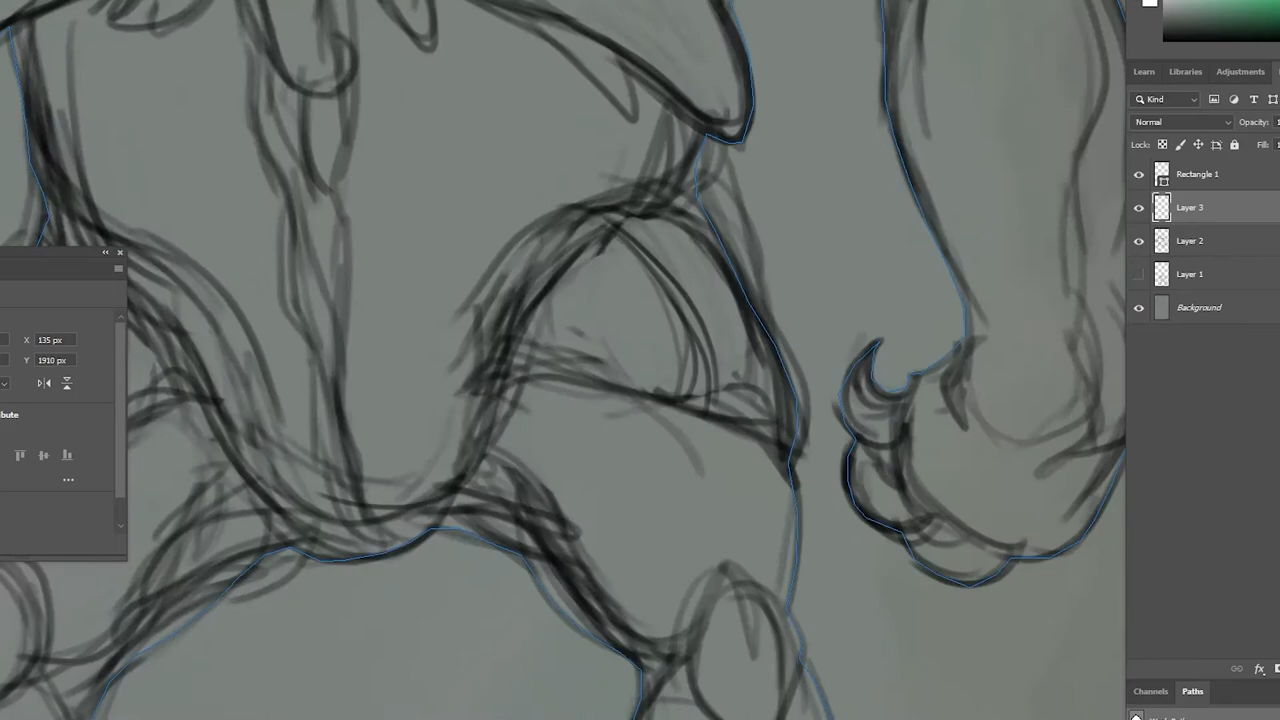 Learn Libraries Adjustments
Kind
Normal Opacity:
Lock: Fill:
Rectangle 1
Layer 3
Layer 2
Layer 1
Background
X 135 px
Y 1910 px
bute
Channels Paths